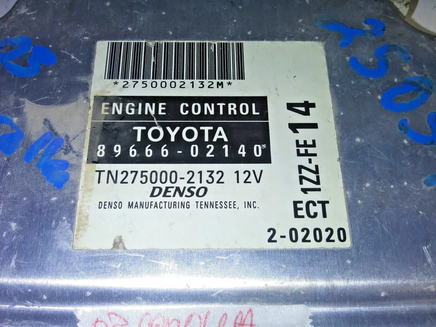 *2750002132M*
ENGINE CONTROL
TOYOTA
89666-02140
TN275000-2132 12V
DENSO
DENSO MANUFACTURING TENNESSEE, INC.
1ZZ-FE 14
ECT
2-02020